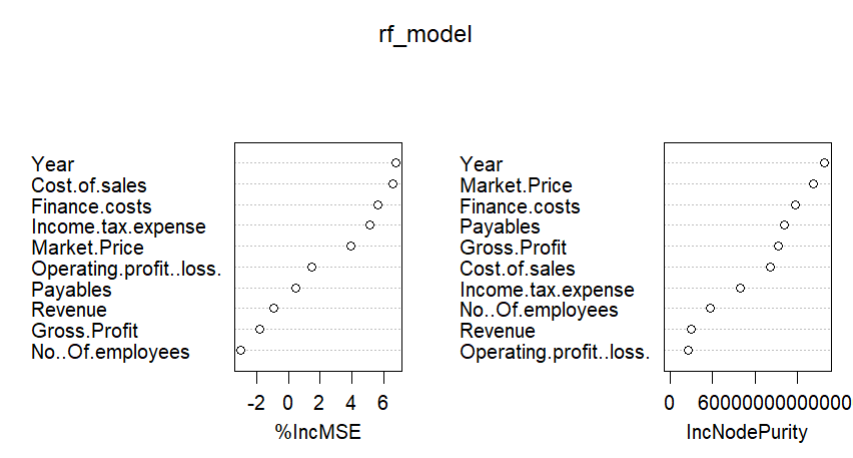 rf_model
Year
Cost.of.sales
Finance.costs
Income.tax.expense
Market.Price
Operating.profit..loss.
Payables
Revenue
Gross.Profit
No..Of.employees
-2 0 2 4 6
%IncMSE
Year
Market.Price
Finance.costs
Payables
Gross.Profit
Cost.of.sales
Income.tax.expense
No..Of.employees
Revenue
Operating.profit..loss.
0 60000000000000
IncNodePurity